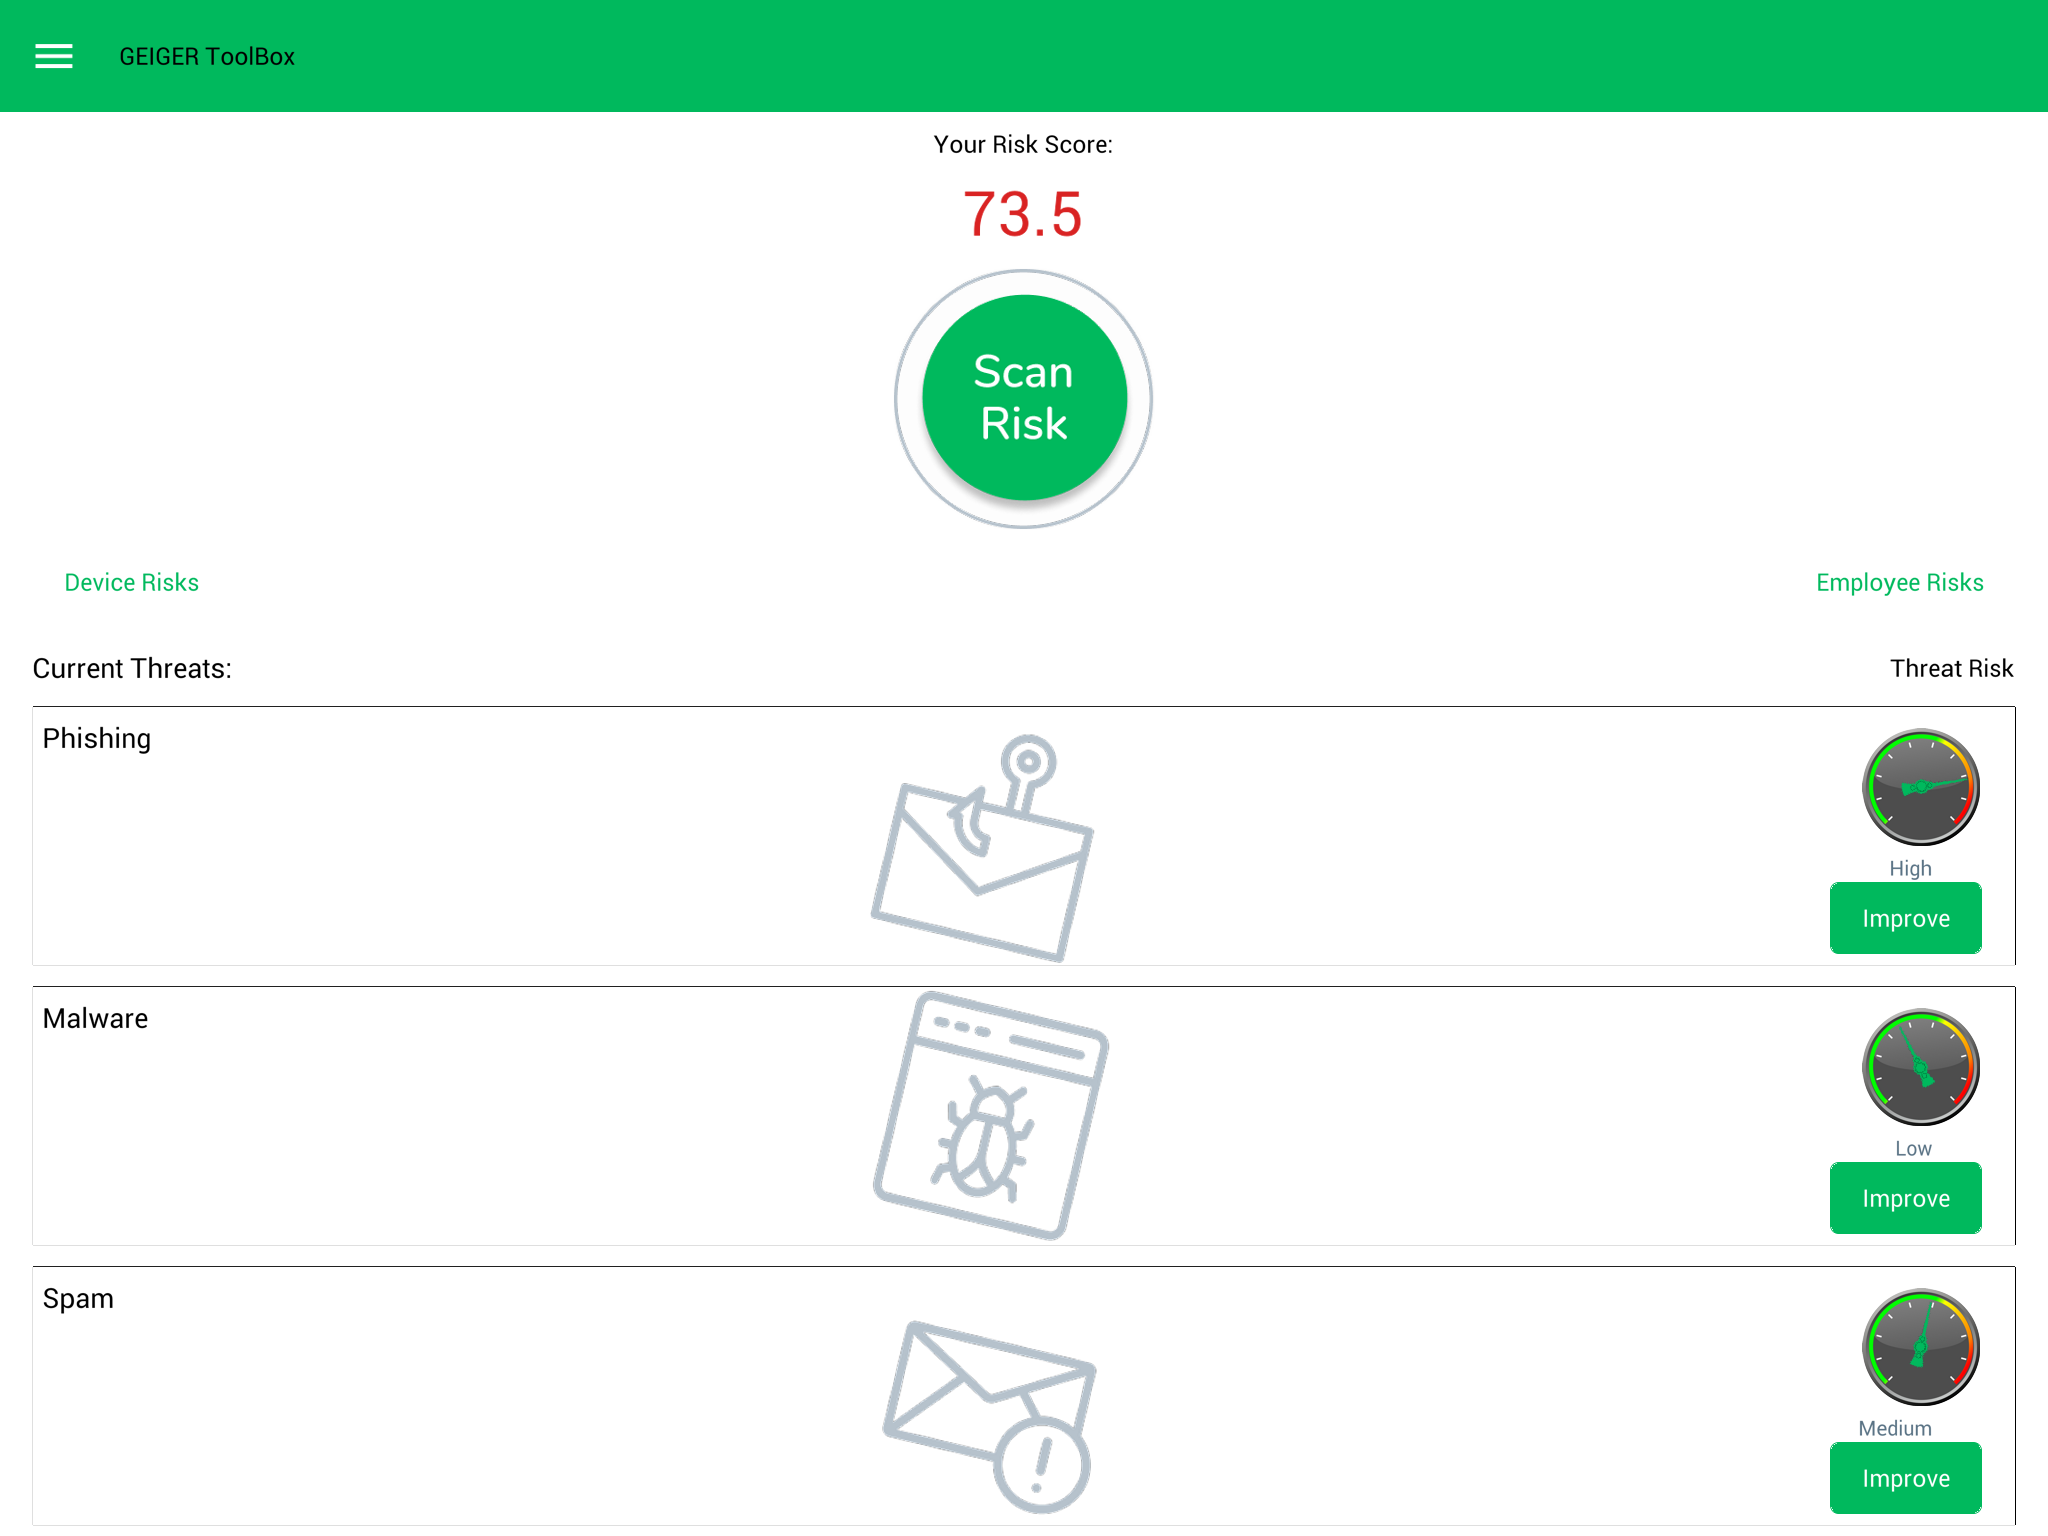 GEIGER ToolBox
Your Risk Score:
73.5
Scan
Risk
Device Risks
Employee Risks
Current Threats:
Threat Risk
Phishing
High
Improve
Malware
Low
Improve
Spam
Medium
Improve